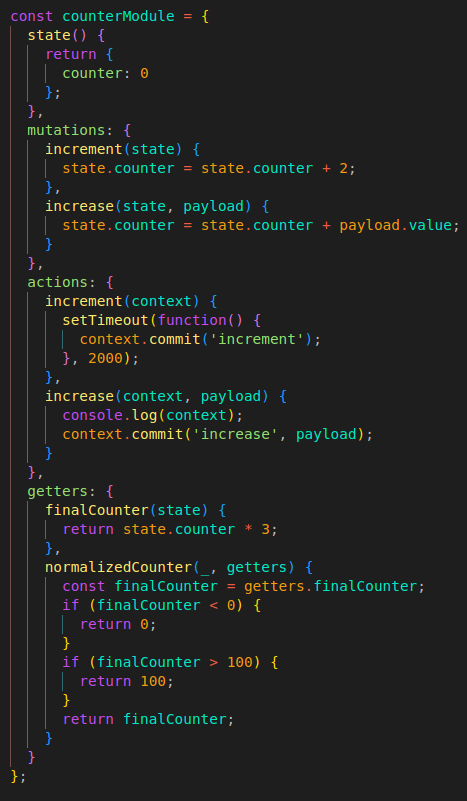 const counterModule = {
  state() {
    return {
      counter: 0
    };
  },
  mutations: {
    increment(state) {
      state.counter = state.counter + 2;
    },
    increase(state, payload) {
      state.counter = state.counter + payload.value;
    }
  },
  actions: {
    increment(context) {
      setTimeout(function() {
        context.commit('increment');
      }, 2000);
    },
    increase(context, payload) {
      console.log(context);
      context.commit('increase', payload);
    }
  },
  getters: {
    finalCounter(state) {
      return state.counter * 3;
    },
    normalizedCounter(_, getters) {
      const finalCounter = getters.finalCounter;
      if (finalCounter < 0) {
        return 0;
      }
      if (finalCounter > 100) {
        return 100;
      }
      return finalCounter;
    }
  }
};